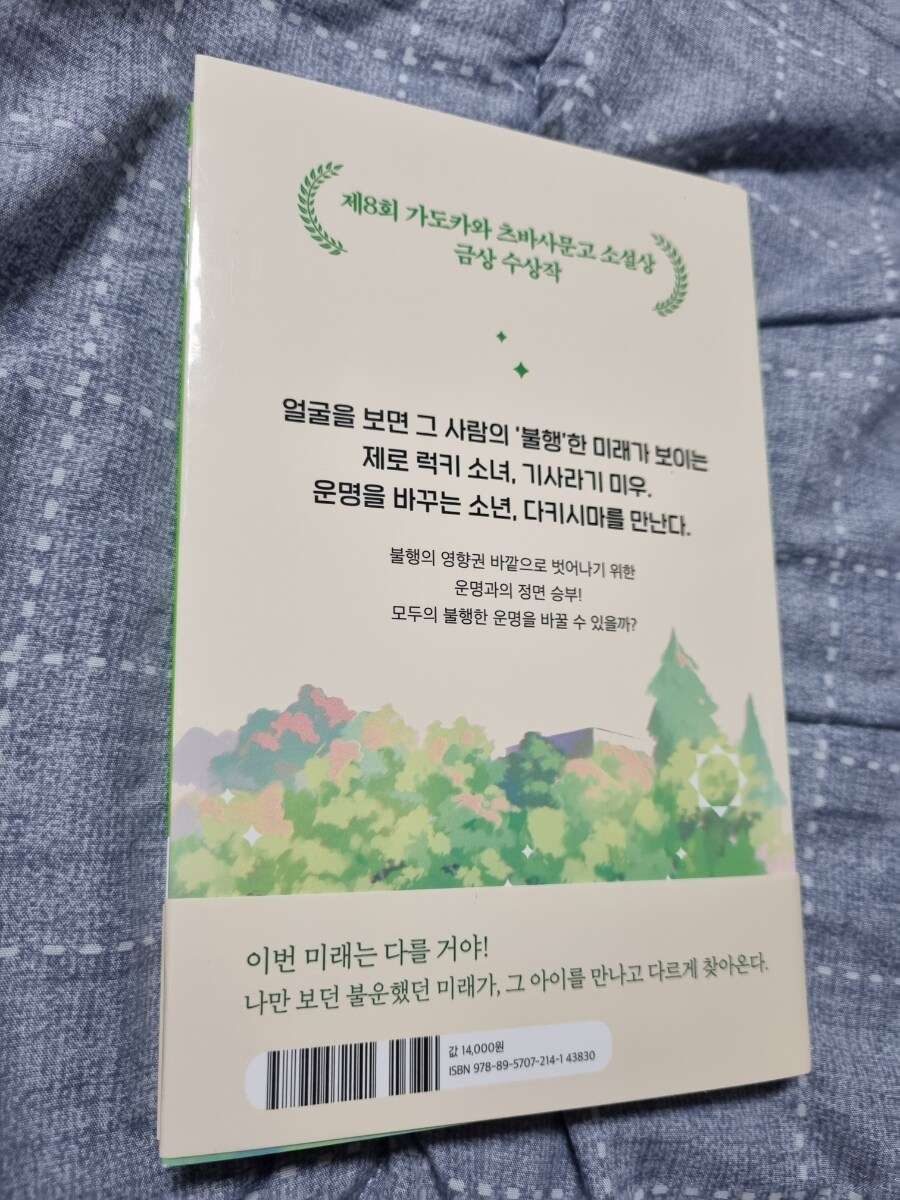 제8회 가도카와 츠바사문고 소설상
금상 수상작
얼굴을 보면 그 사람의 '불행'한 미래가 보이는
제로 럭키 소녀, 기사라기 미우.
운명을 바꾸는 소년, 다키시마를 만난다.
불행의 영향권 바깥으로 벗어나기 위한
운명과의 정면 승부!
모두의 불행한 운명을 바꿀 수 있을까?
이번 미래는 다를 거야!
나만 보던 불운했던 미래가, 그 아이를 만나고 다르게 찾아온다.
값 14,000원
ISBN 978-89-5707-214-1 43830